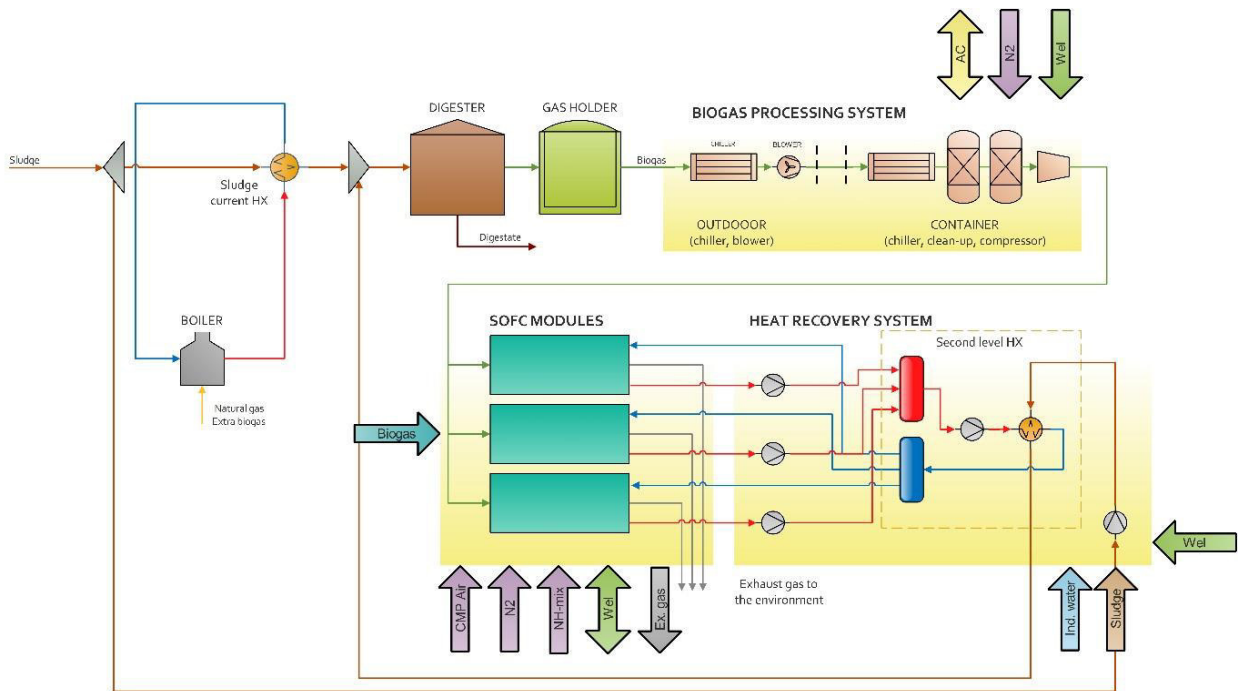 AC
N2
Wel
DIGESTER
GAS HOLDER
BIOGAS PROCESSING SYSTEM
CHILLER
BLOWER
Sludge
Biogas
Sludge
current HX
OUTDOOOR
(chiller, blower)
CONTAINER
(chiller, clean-up, compressor)
Digestate
BOILER
SOFC MODULES
HEAT RECOVERY SYSTEM
Second level HX
Natural gas
Extra biogas
Biogas
Wel
CMP Air
N2
NH-mix
Wel
Ex. gas
Exhaust gas to
the environment
Ind. water
Sludge